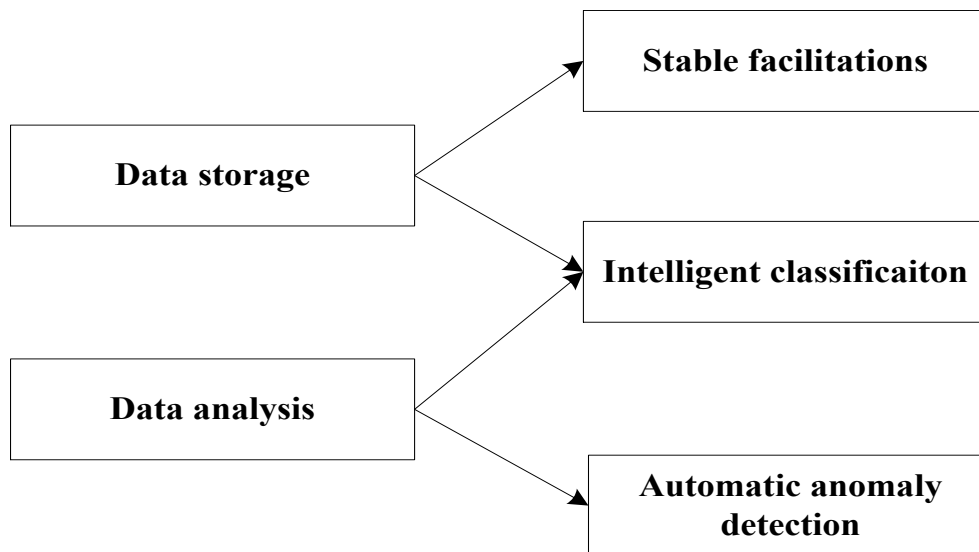 Stable facilitations
Data storage
Intelligent classificaiton
Data analysis
Automatic anomaly
detection